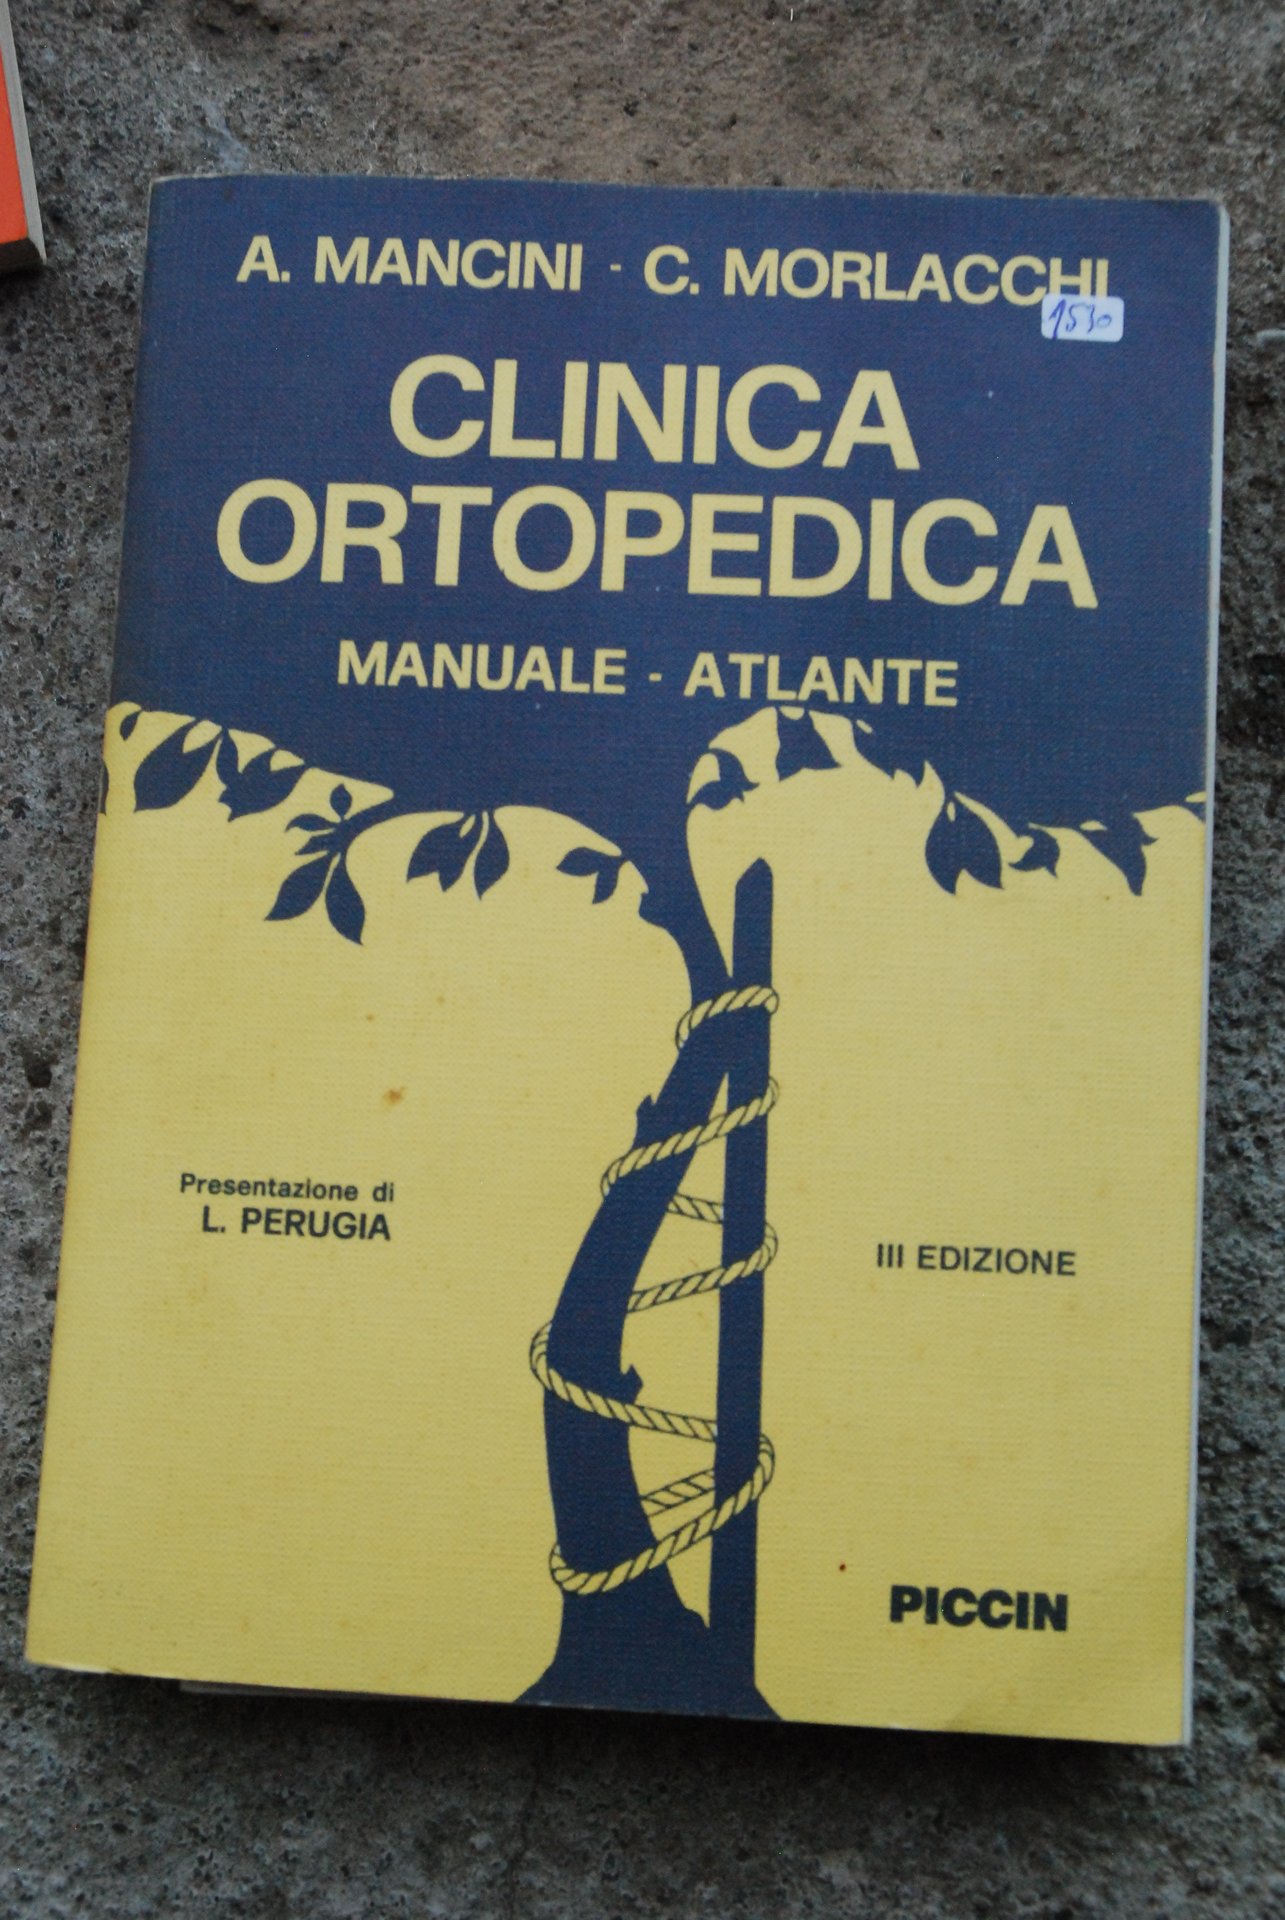 A. MANCINI - C. MORLACCHI
1530
CLINICA
ORTOPEDICA
MANUALE - ATLANTE
Presentazione di
L. PERUGIA
III EDIZIONE
PICCIN